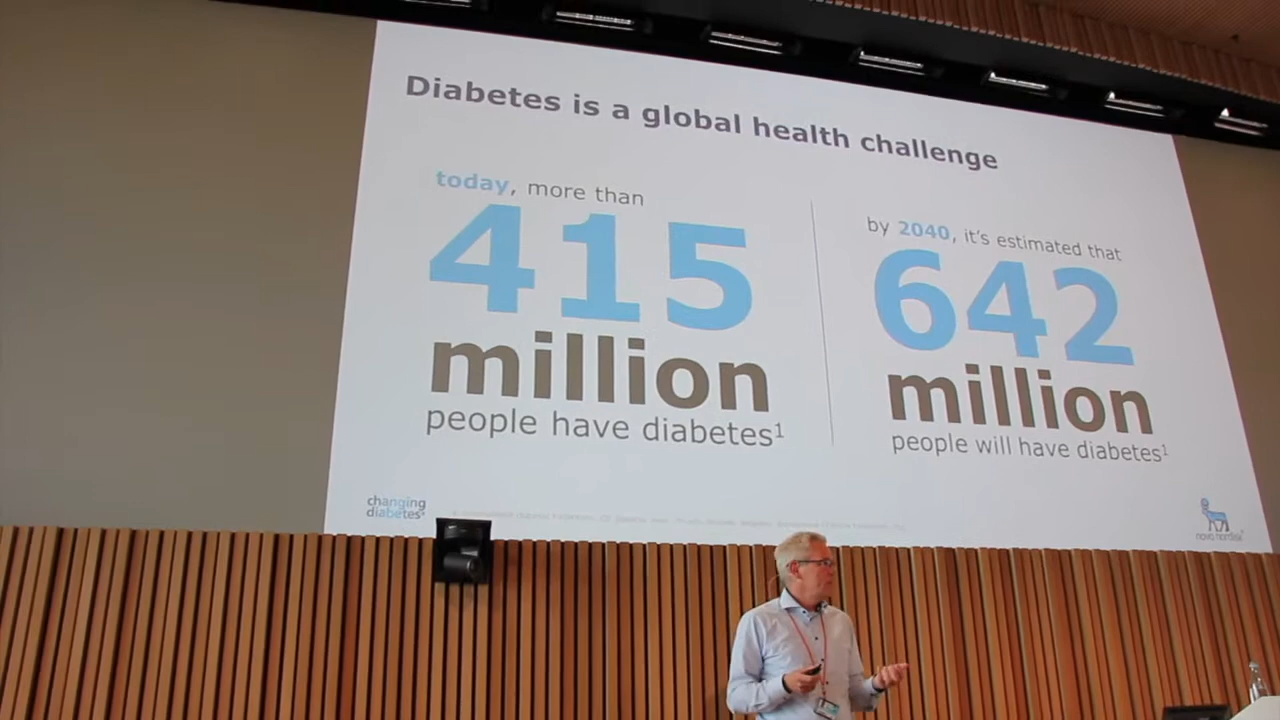 Diabetes is a global health challenge
today, more than
415
million
people have diabetes¹
by 2040, it's estimated that
642
million
people will have diabetes¹
changing
diabetes®
novo nordisk®